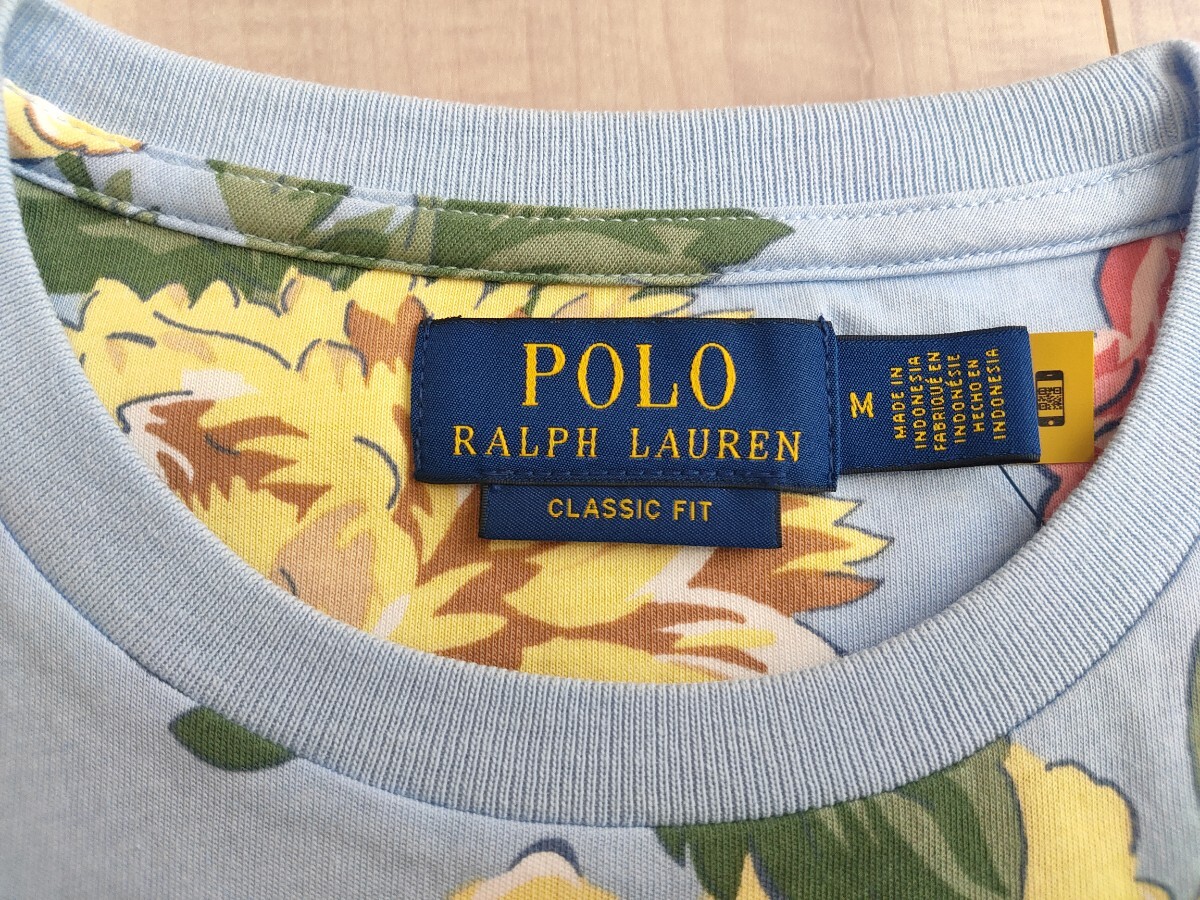 POLO
RALPH LAUREN
CLASSIC FIT
M
MADE IN
INDONESIA
FABRIQUÉ EN
INDONÉSIE
HECHO EN
INDONESIA